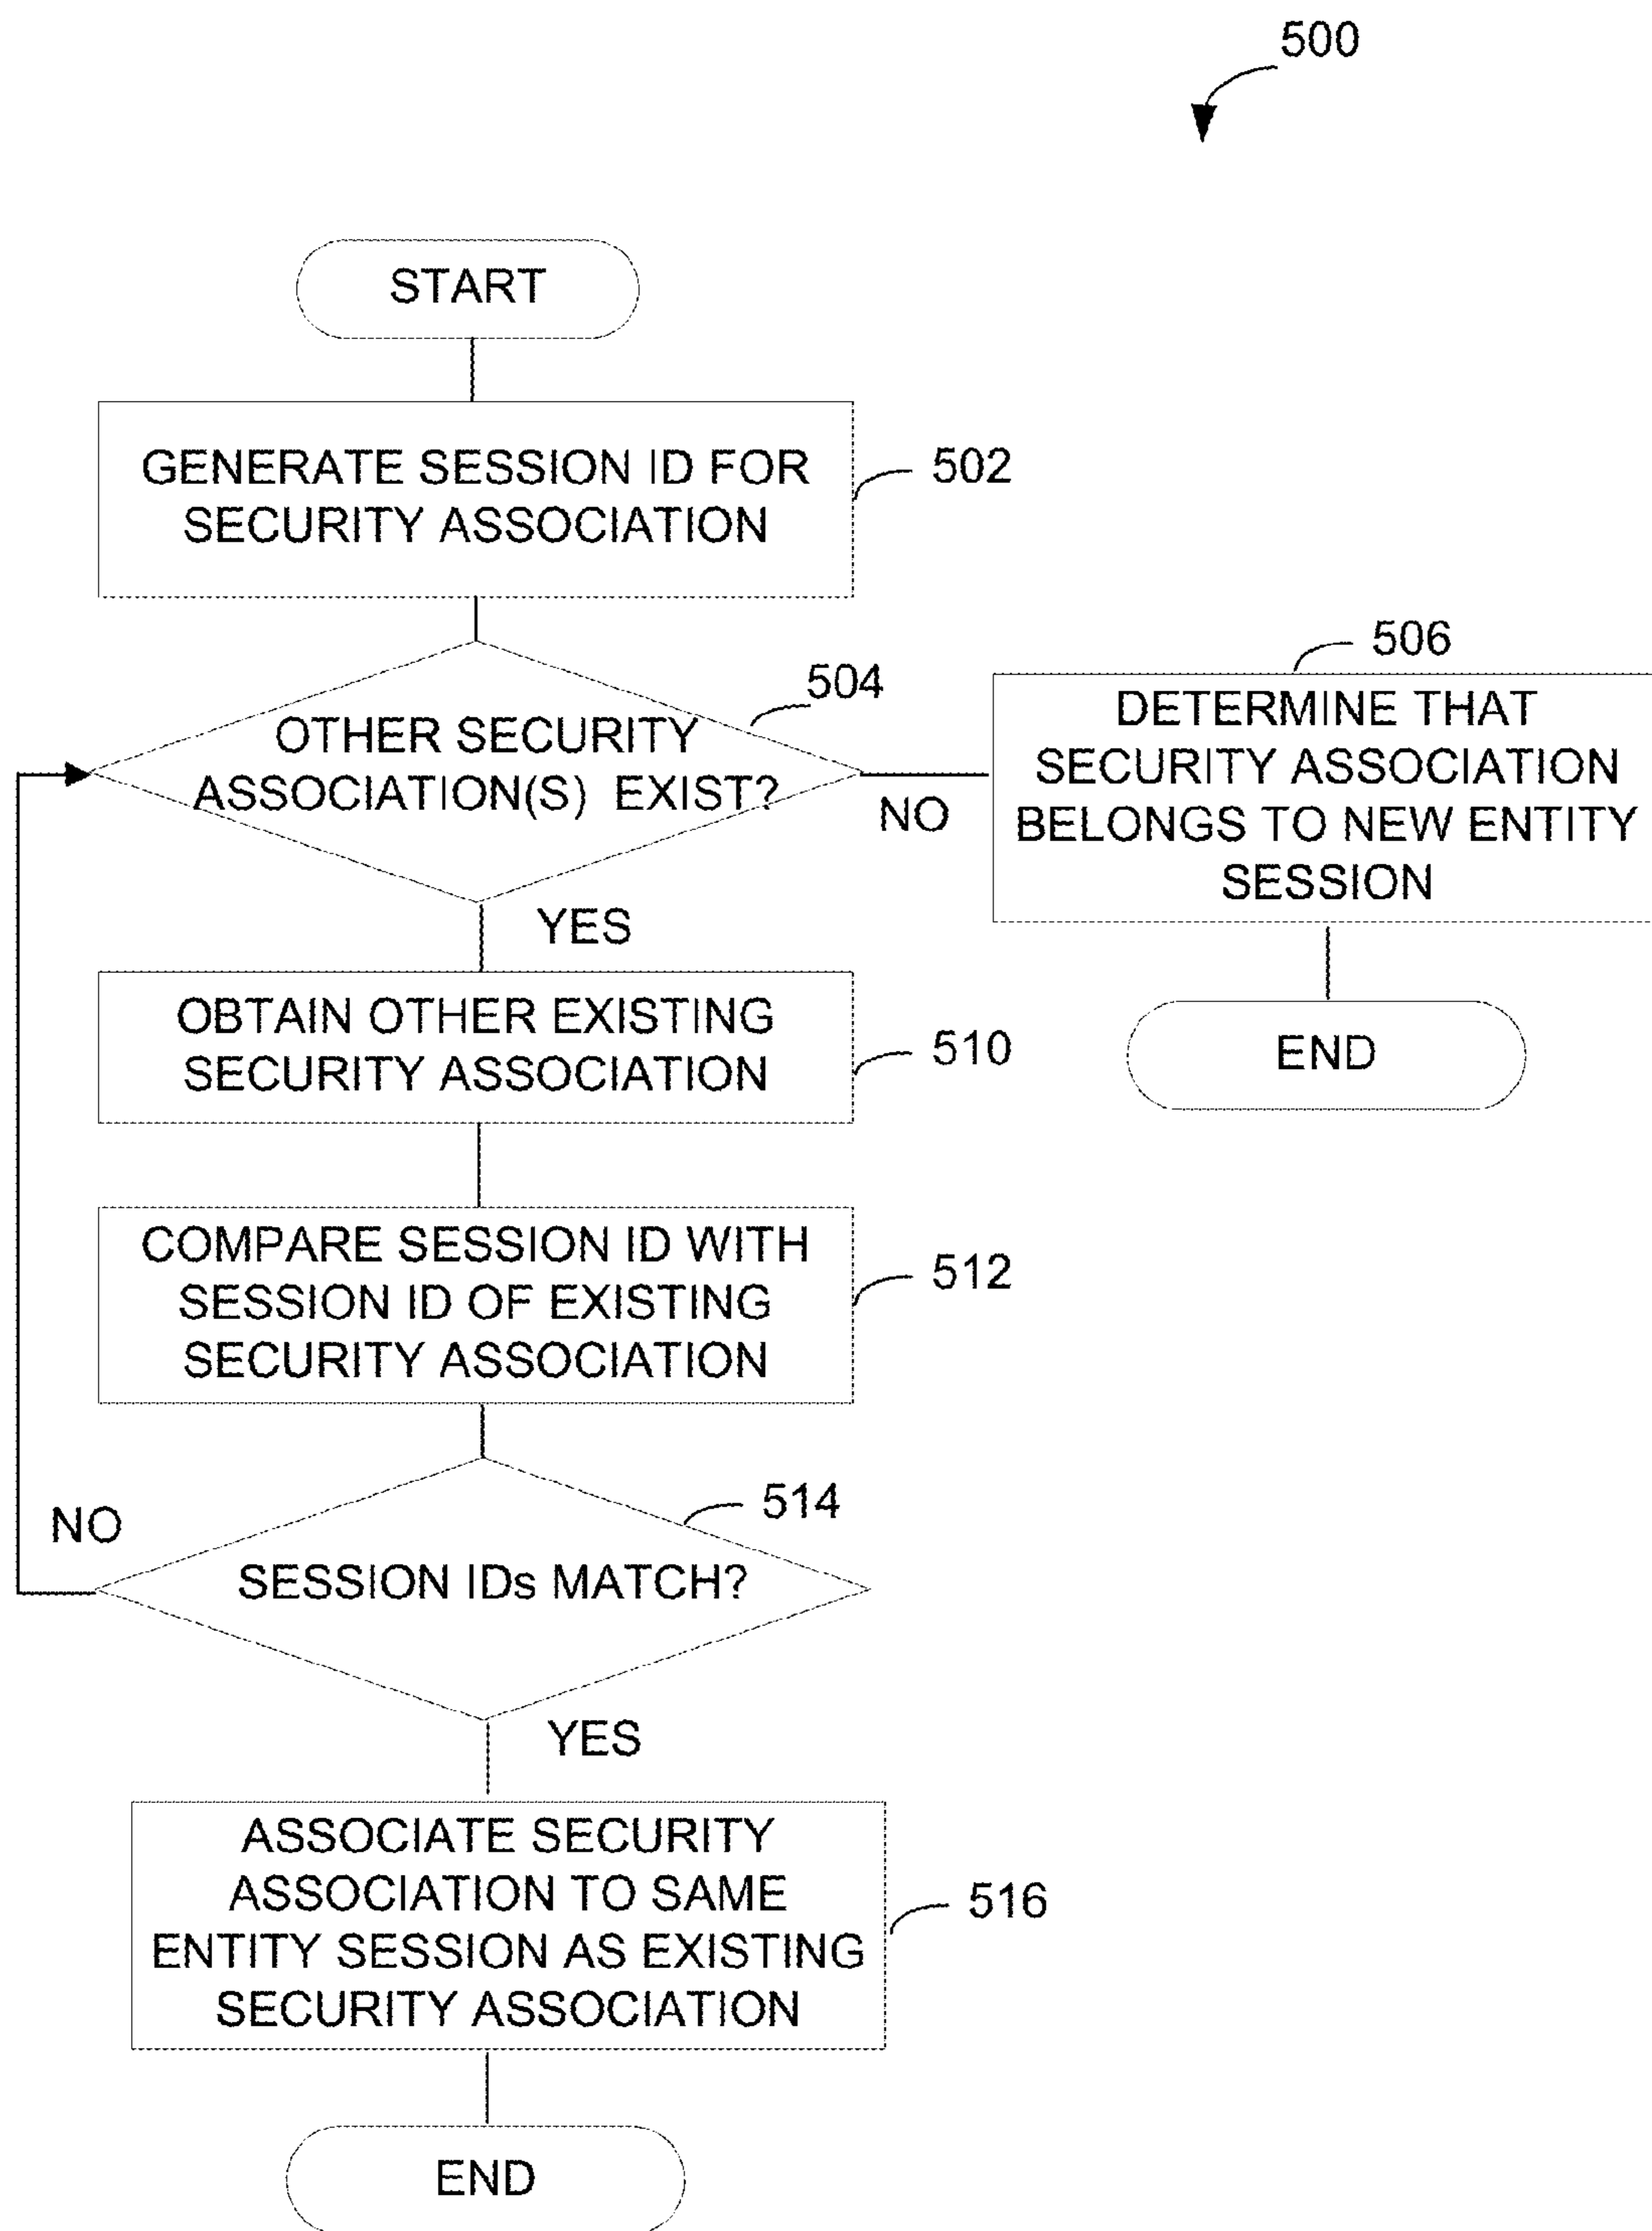 500
START
GENERATE SESSION ID FOR
SECURITY ASSOCIATION
502
504
OTHER SECURITY
ASSOCIATION(S) EXIST?
NO
506
DETERMINE THAT
SECURITY ASSOCIATION
BELONGS TO NEW ENTITY
SESSION
END
YES
OBTAIN OTHER EXISTING
SECURITY ASSOCIATION
510
COMPARE SESSION ID WITH
SESSION ID OF EXISTING
SECURITY ASSOCIATION
512
514
NO
SESSION IDs MATCH?
YES
ASSOCIATE SECURITY
ASSOCIATION TO SAME
ENTITY SESSION AS EXISTING
SECURITY ASSOCIATION
516
END